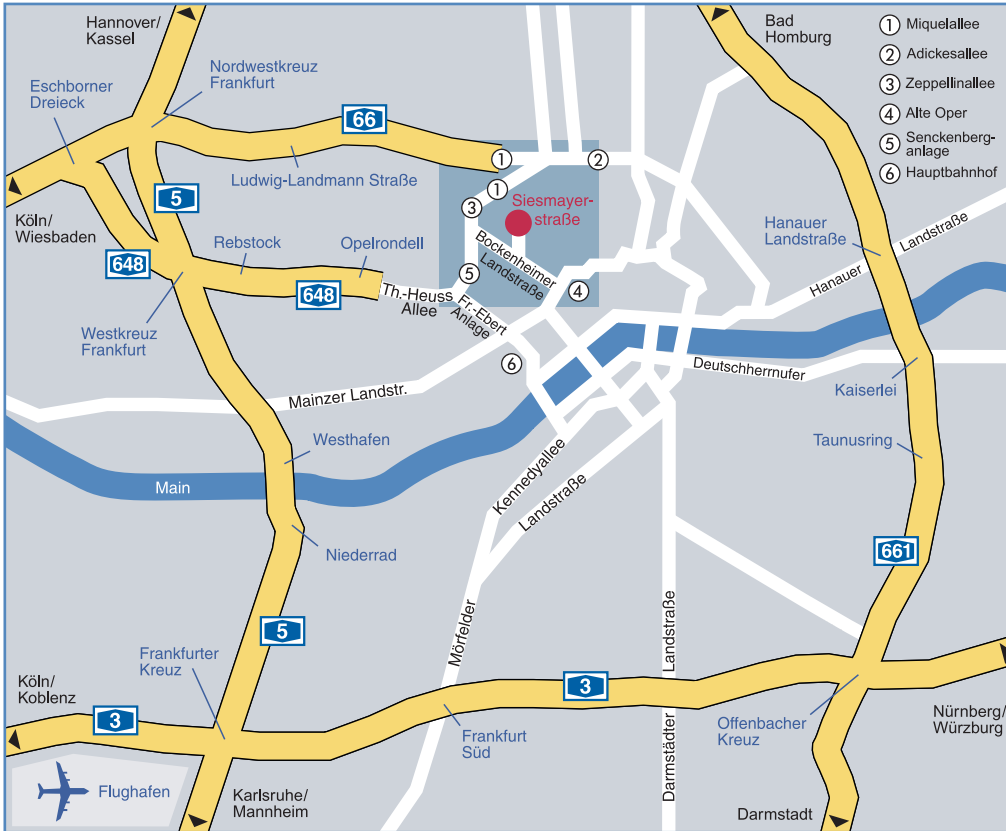 Hannover/
Kassel
Bad
Homburg
① Miquelallee
② Adickesallee
③ Zeppellinallee
④ Alte Oper
⑤ Senckenberg-
anlage
⑥ Hauptbahnhof
Nordwestkreuz
Frankfurt
Eschborner
Dreieck
66
①
②
Ludwig-Landmann Straße
①
5
③
Siesmayer-
straße
Köln/
Wiesbaden
Hanauer
Landstraße
Landstraße
Hanauer
Rebstock
Opelrondell
Bockenheimer
Landstraße
648
648
⑤
④
Th.-Heuss
Allee
Fr.-Ebert
Anlage
Westkreuz
Frankfurt
⑥
Deutschherrnufer
Mainzer Landstr.
Kaiserlei
Westhafen
Taunusring
Main
Kennedyallee
Landstraße
Niederrad
661
Mörfelder
Landstraße
Darmstädter
5
Frankfurter
Kreuz
Köln/
Koblenz
3
3
Frankfurt
Süd
Offenbacher
Kreuz
Nürnberg/
Würzburg
Flughafen
Karlsruhe/
Mannheim
Darmstadt